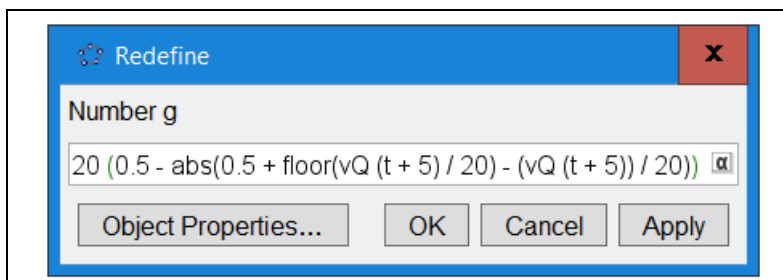 Redefine
x
Number g
20 (0.5 - abs(0.5 + floor(vQ (t + 5) / 20) - (vQ (t + 5)) / 20)) α
Object Properties... OK Cancel Apply